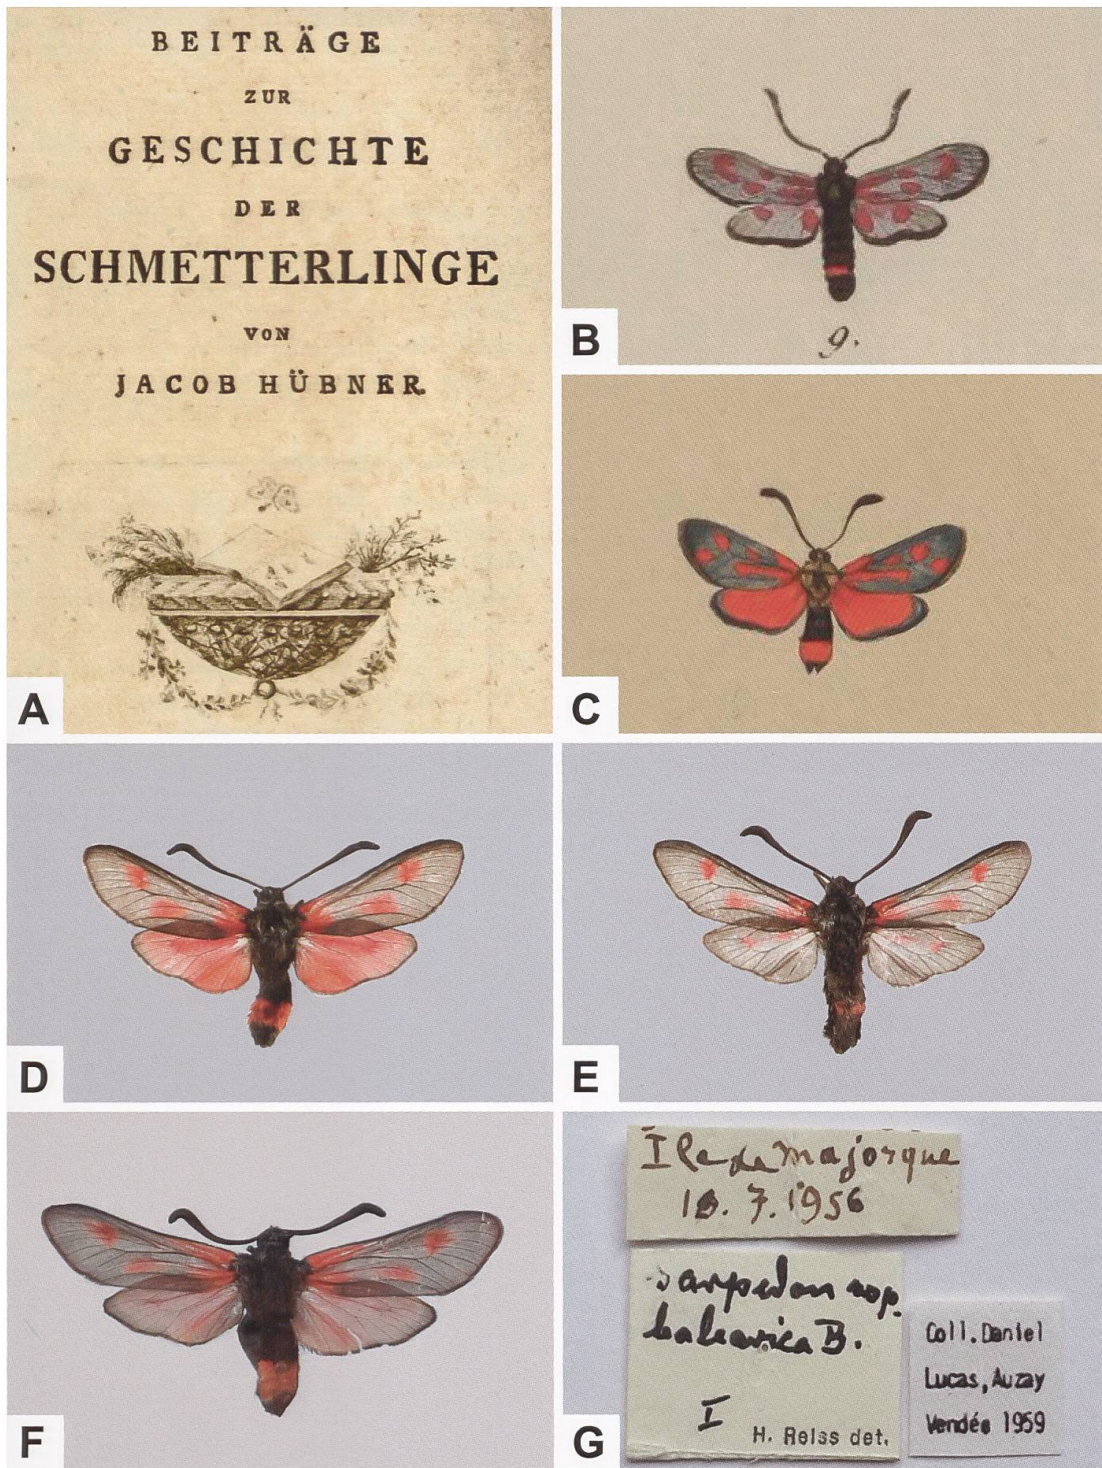 BEITRÄGE
ZUR
GESCHICHTE
DER
SCHMETTERLINGE
VON
JACOB HÜBNER.
A
9.
B
C
D
E
F
Ile de Majorque
10. 7. 1956
sarpedon ssp.
balearica B.
I
H. Reiss det.
Coll. Daniel
Lucas, Auzay
Vendée 1959
G